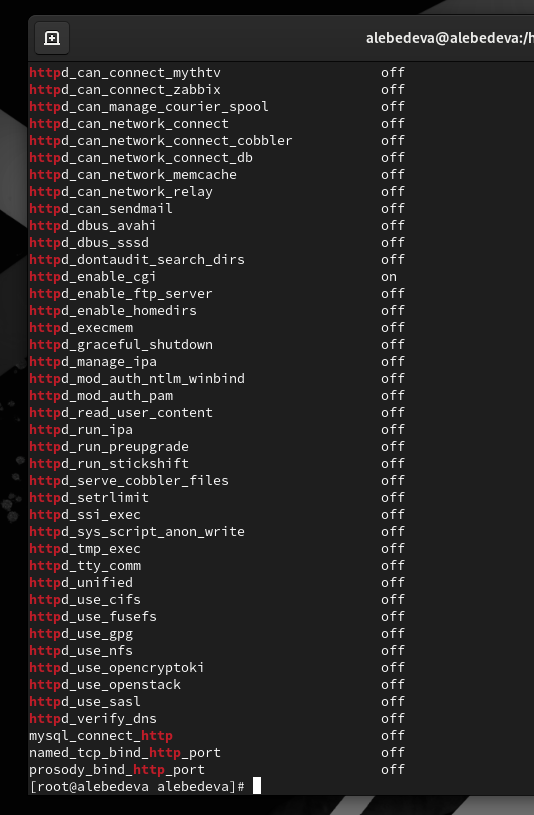 alebedeva@alebedeva:/h
httpd_can_connect_mythtv off
httpd_can_connect_zabbix off
httpd_can_manage_courier_spool off
httpd_can_network_connect off
httpd_can_network_connect_cobbler off
httpd_can_network_connect_db off
httpd_can_network_memcache off
httpd_can_network_relay off
httpd_can_sendmail off
httpd_dbus_avahi off
httpd_dbus_sssd off
httpd_dontaudit_search_dirs off
httpd_enable_cgi on
httpd_enable_ftp_server off
httpd_enable_homedirs off
httpd_execmem off
httpd_graceful_shutdown off
httpd_manage_ipa off
httpd_mod_auth_ntlm_winbind off
httpd_mod_auth_pam off
httpd_read_user_content off
httpd_run_ipa off
httpd_run_preupgrade off
httpd_run_stickshift off
httpd_serve_cobbler_files off
httpd_setrlimit off
httpd_ssi_exec off
httpd_sys_script_anon_write off
httpd_tmp_exec off
httpd_tty_comm off
httpd_unified off
httpd_use_cifs off
httpd_use_fusefs off
httpd_use_gpg off
httpd_use_nfs off
httpd_use_opencryptoki off
httpd_use_openstack off
httpd_use_sasl off
httpd_verify_dns off
mysql_connect_http off
named_tcp_bind_http_port off
prosody_bind_http_port off
[root@alebedeva alebedeva]#